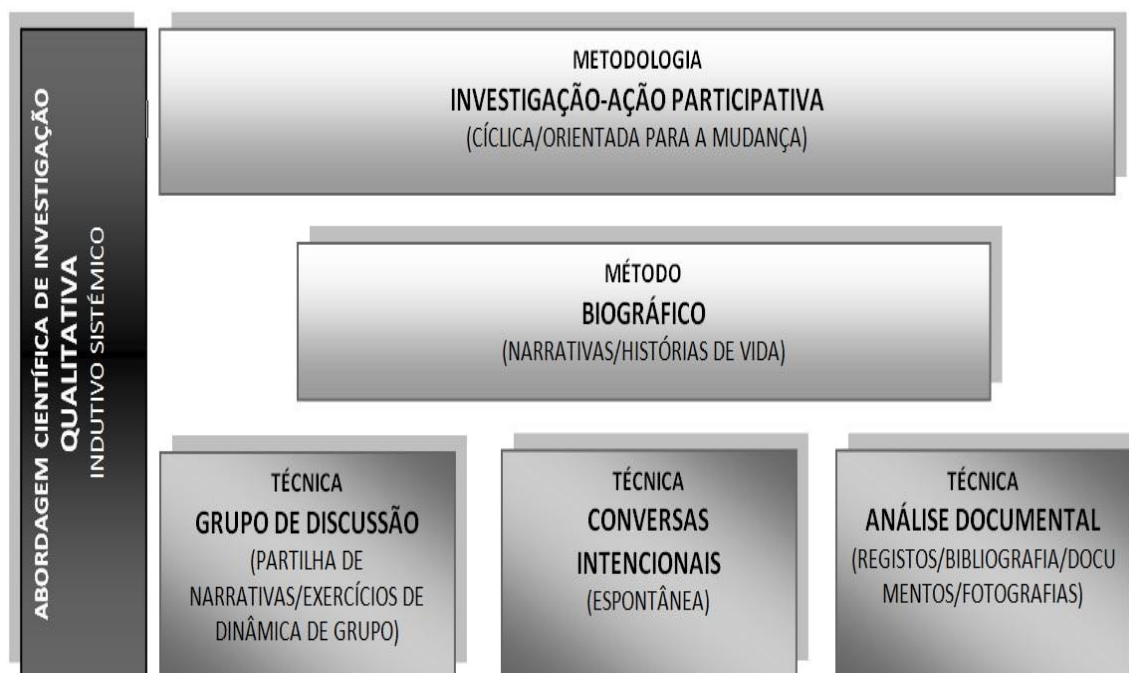 ABORDAGEM CIENTÍFICA DE INVESTIGAÇÃO
QUALITATIVA
INDUTIVO SISTÉMICO
METODOLOGIA
INVESTIGAÇÃO-AÇÃO PARTICIPATIVA
(CÍCLICA/ORIENTADA PARA A MUDANÇA)
MÉTODO
BIOGRÁFICO
(NARRATIVAS/HISTÓRIAS DE VIDA)
TÉCNICA
GRUPO DE DISCUSSÃO
(PARTILHA DE
NARRATIVAS/EXERCÍCIOS DE
DINÂMICA DE GRUPO)
TÉCNICA
CONVERSAS
INTENCIONAIS
(ESPONTÂNEA)
TÉCNICA
ANÁLISE DOCUMENTAL
(REGISTOS/BIBLIOGRAFIA/DOCU
MENTOS/FOTOGRAFIAS)